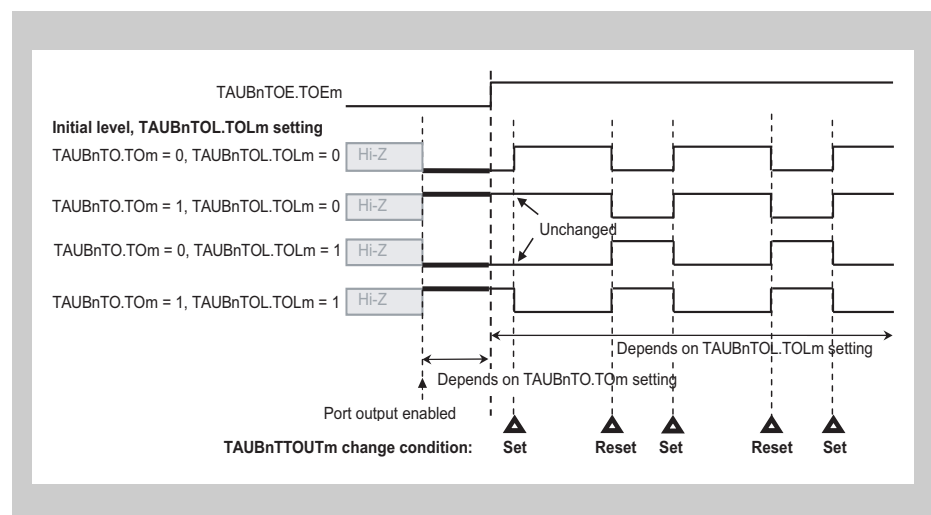 TAUBnTOE.TOEm
Initial level, TAUBnTOL.TOLm setting
TAUBnTO.TOm = 0, TAUBnTOL.TOLm = 0 Hi-Z
TAUBnTO.TOm = 1, TAUBnTOL.TOLm = 0 Hi-Z
Unchanged
TAUBnTO.TOm = 0, TAUBnTOL.TOLm = 1 Hi-Z
TAUBnTO.TOm = 1, TAUBnTOL.TOLm = 1 Hi-Z
Depends on TAUBnTOL.TOLm setting
Depends on TAUBnTO.TOm setting
Port output enabled
TAUBnTTOUTm change condition: Set Reset Set Reset Set